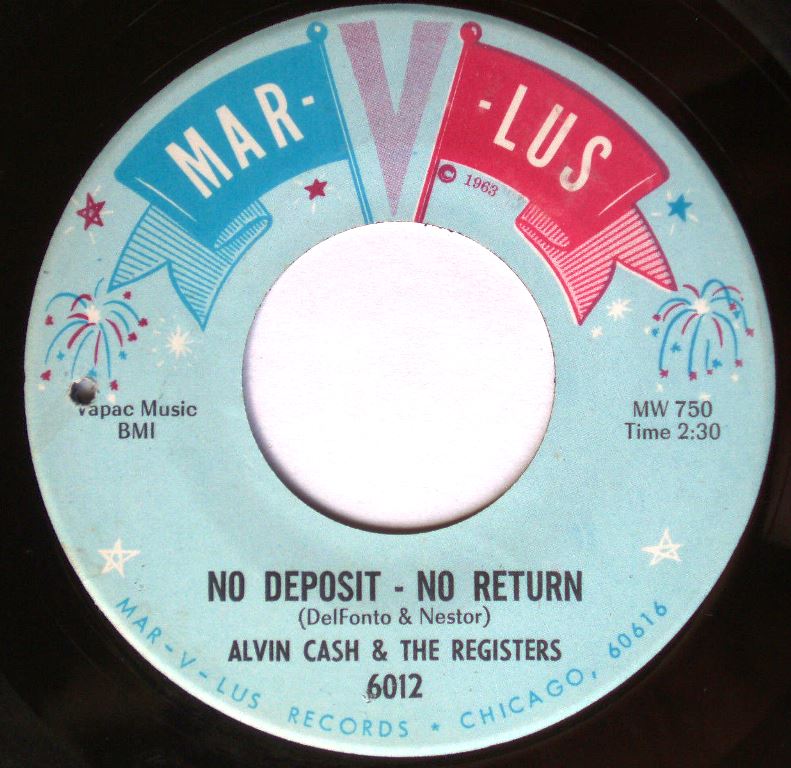 MAR-V-LUS
© 1963
Vapac Music
BMI
MW 750
Time 2:30
NO DEPOSIT - NO RETURN
(DelFonto & Nestor)
ALVIN CASH & THE REGISTERS
6012
MAR-V-LUS RECORDS * CHICAGO, 60616